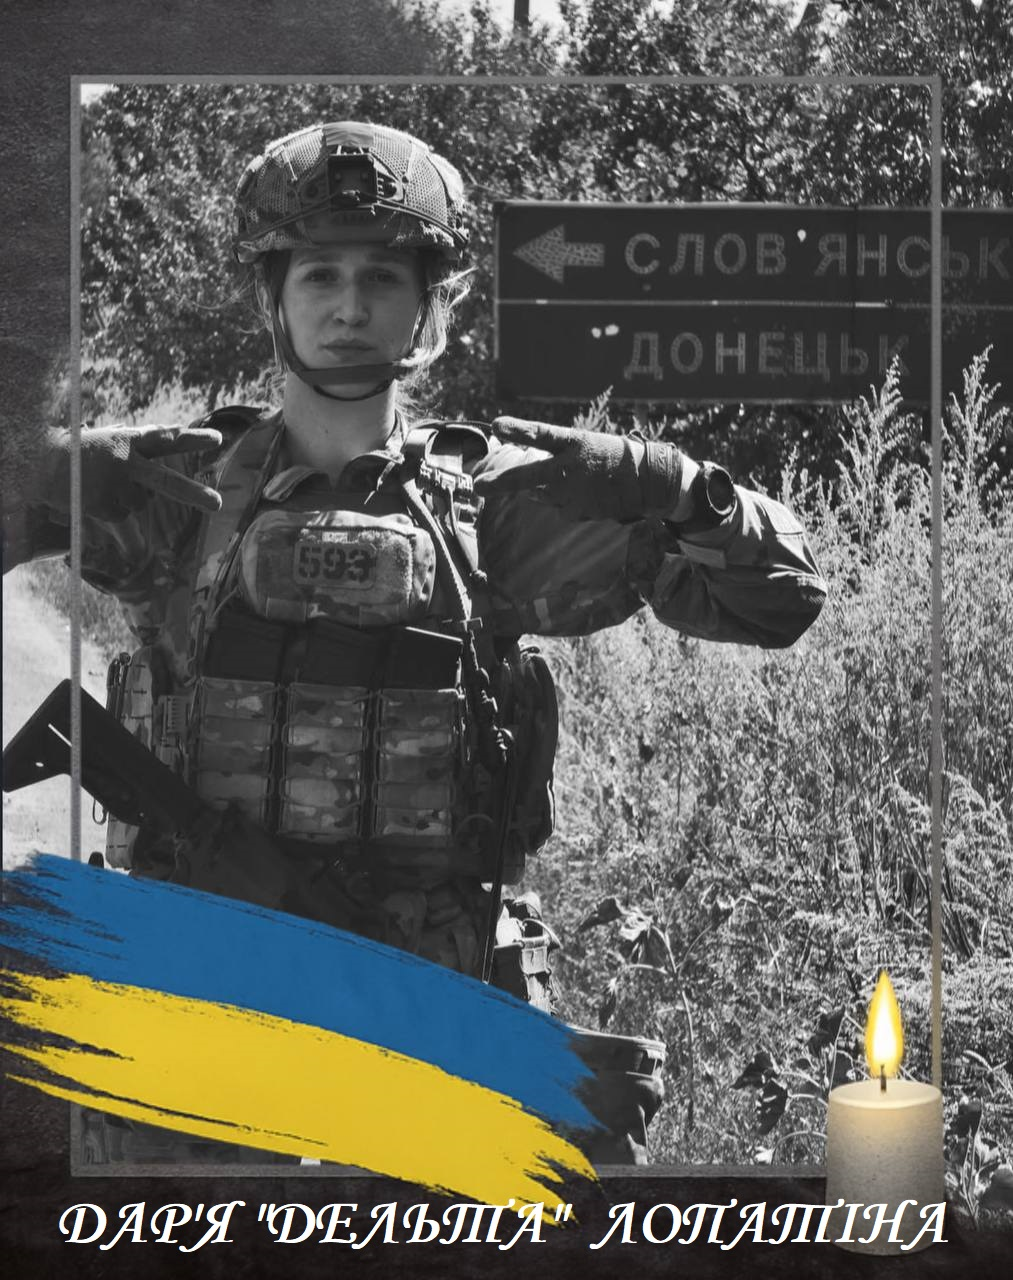 СЛОВ'ЯНСЬК
ДОНЕЦЬК
593
ДАР'Я "ДЕЛЬТА" ЛОПАТІНА